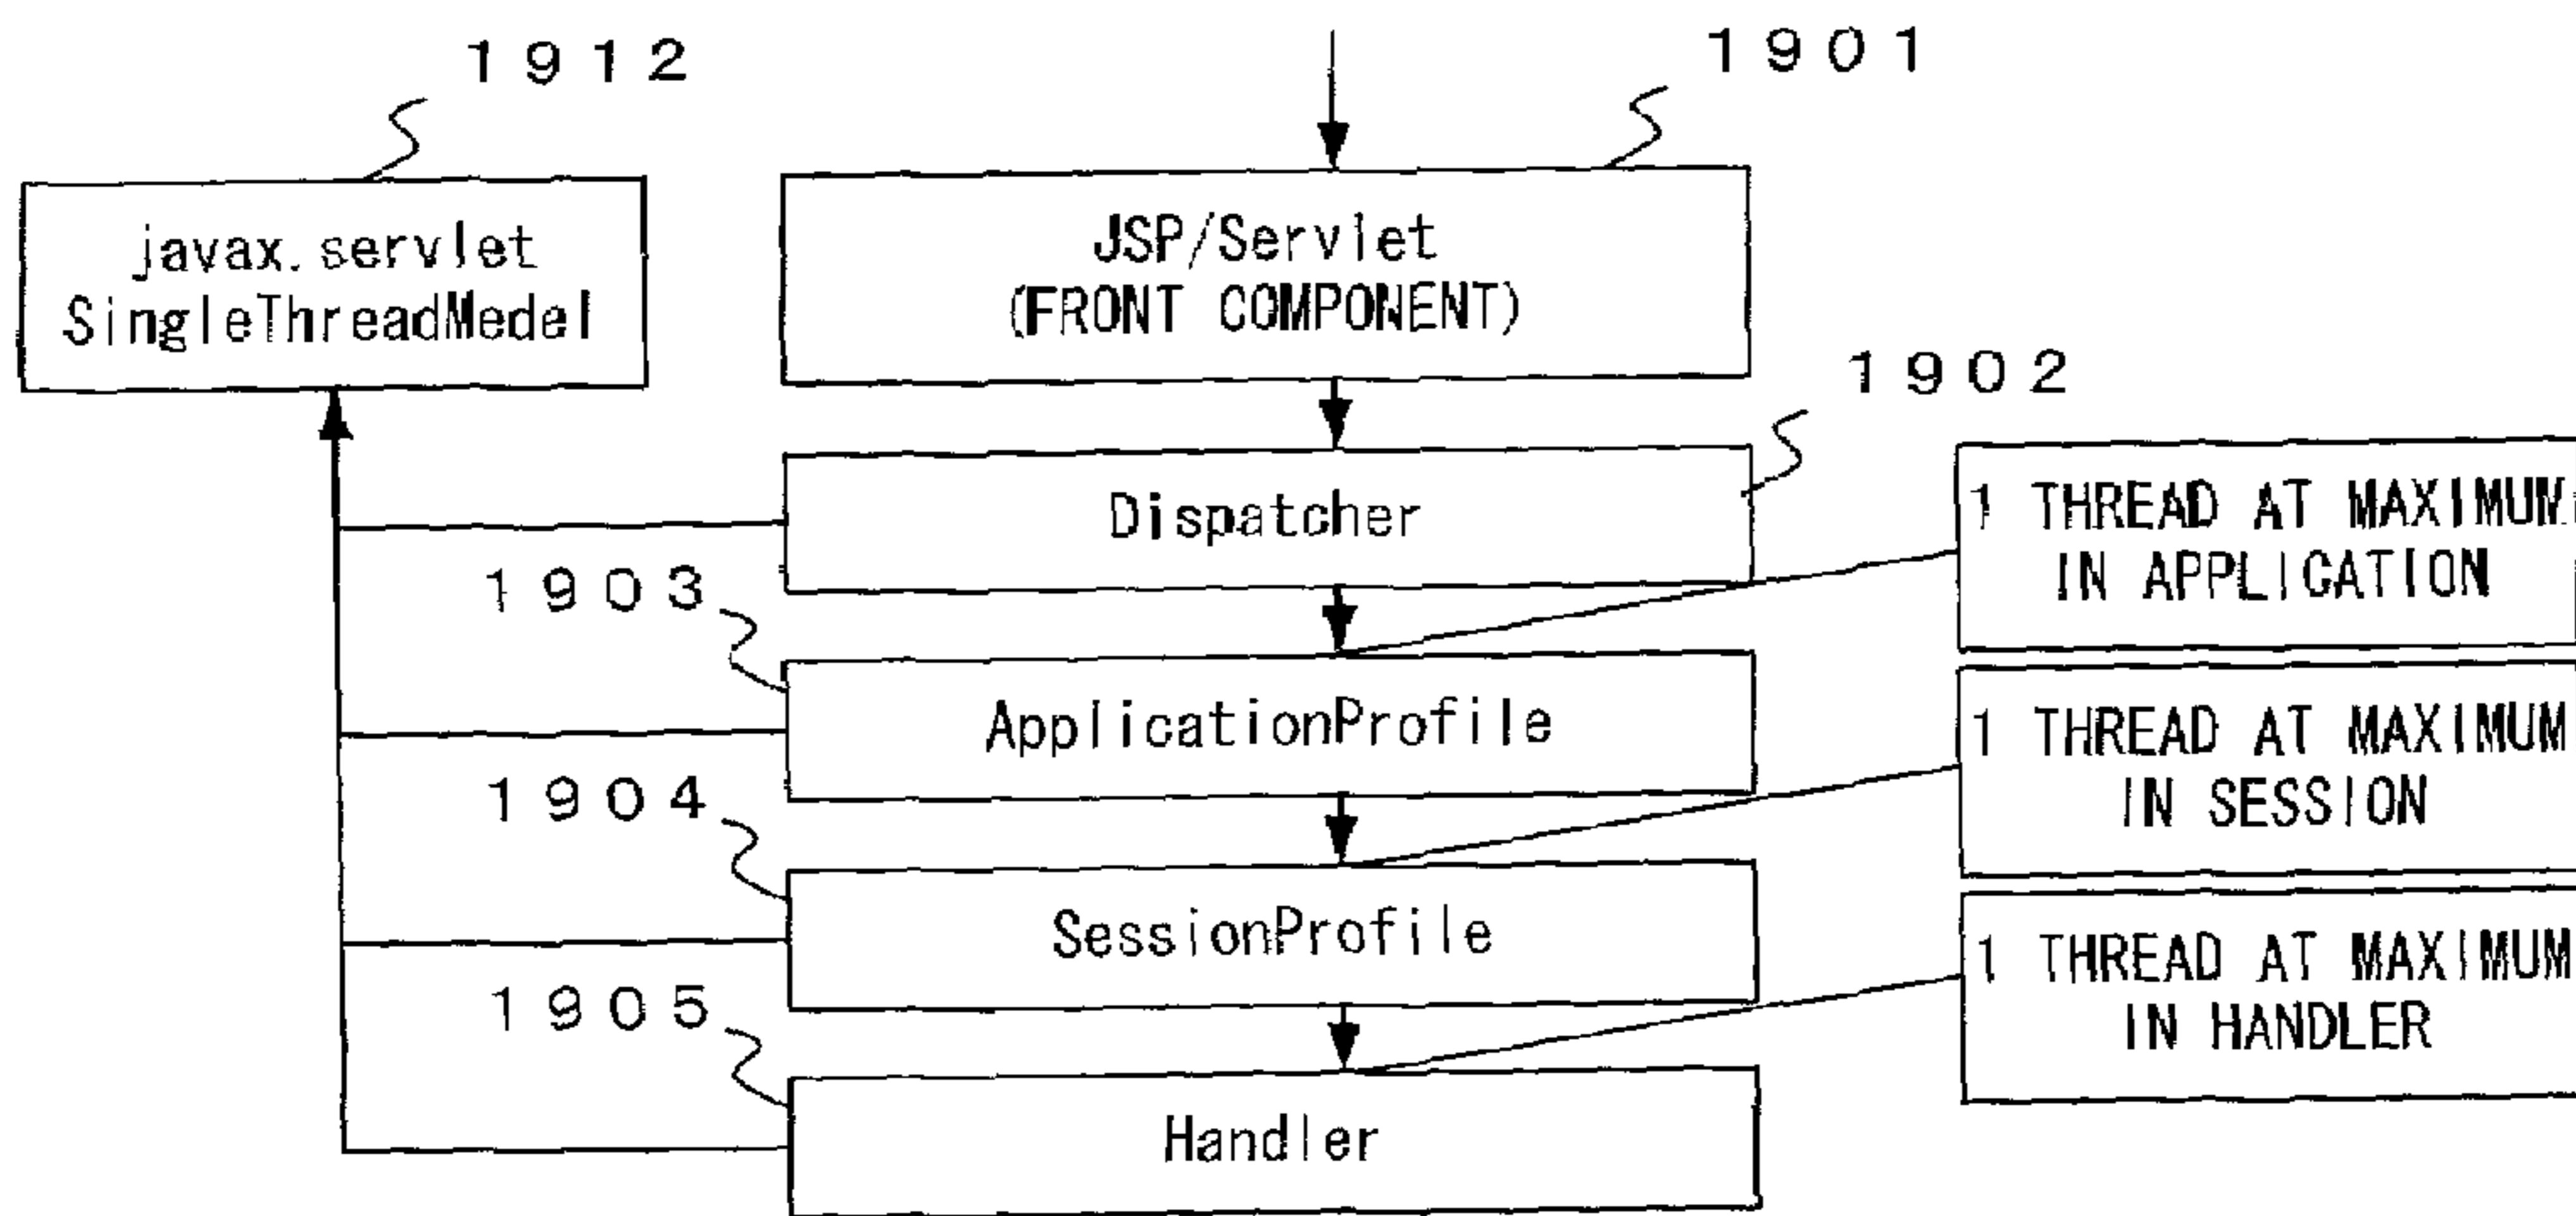 1912
1901
javax.servlet
SingleThreadMedel
JSP/Servlet
(FRONT COMPONENT)
1902
Dispatcher
1 THREAD AT MAXIMUM
IN APPLICATION
1903
ApplicationProfile
1 THREAD AT MAXIMUM
IN SESSION
1904
SessionProfile
1 THREAD AT MAXIMUM
IN HANDLER
1905
Handler